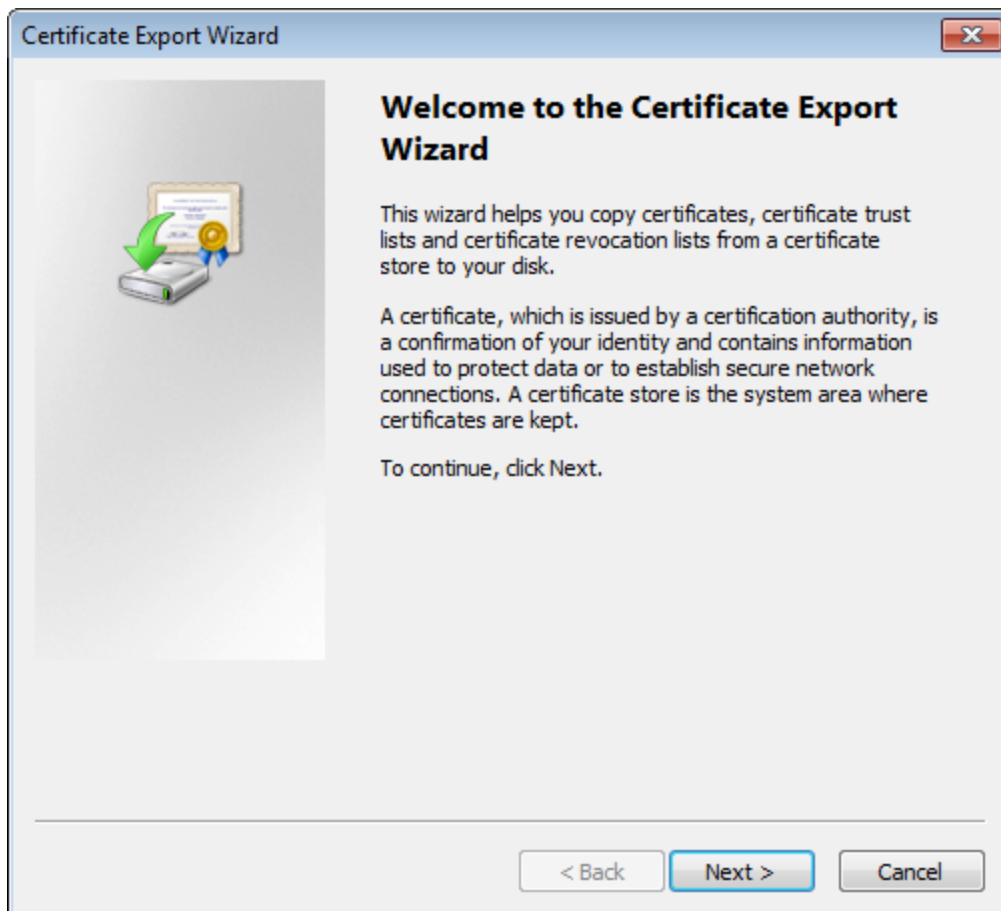 Certificate Export Wizard
Welcome to the Certificate Export
Wizard
This wizard helps you copy certificates, certificate trust
lists and certificate revocation lists from a certificate
store to your disk.
A certificate, which is issued by a certification authority, is
a confirmation of your identity and contains information
used to protect data or to establish secure network
connections. A certificate store is the system area where
certificates are kept.
To continue, click Next.
< Back
Next >
Cancel